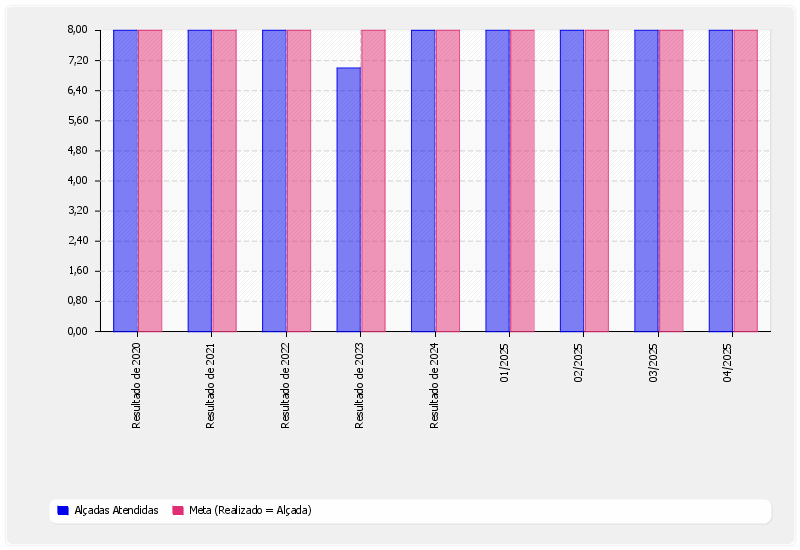 8,00
7,20
6,40
5,60
4,80
4,00
3,20
2,40
1,60
0,80
0,00
Resultado de 2020
Resultado de 2021
Resultado de 2022
Resultado de 2023
Resultado de 2024
01/2025
02/2025
03/2025
04/2025
Alçadas Atendidas
Meta (Realizado = Alçada)